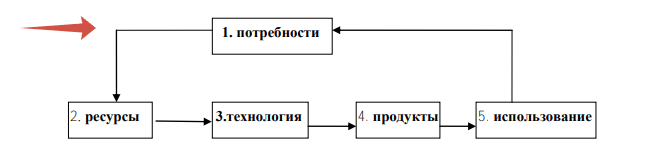 1. потребности
2. ресурсы
3.технология
4. продукты
5. использование